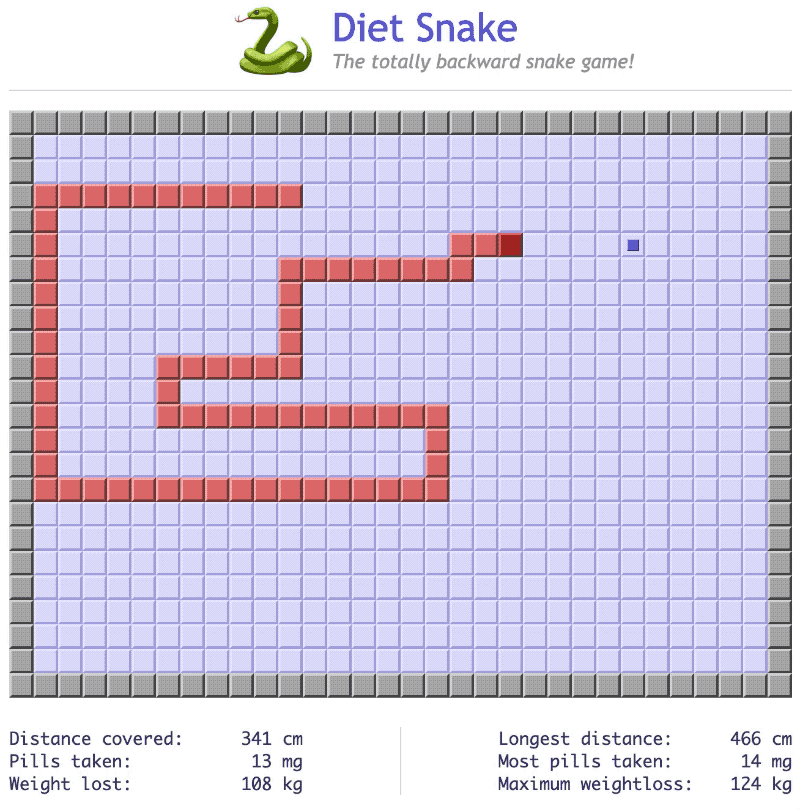 Diet Snake
The totally backward snake game!
Distance covered: 341 cm
Pills taken: 13 mg
Weight lost: 108 kg
Longest distance: 466 cm
Most pills taken: 14 mg
Maximum weightloss: 124 kg